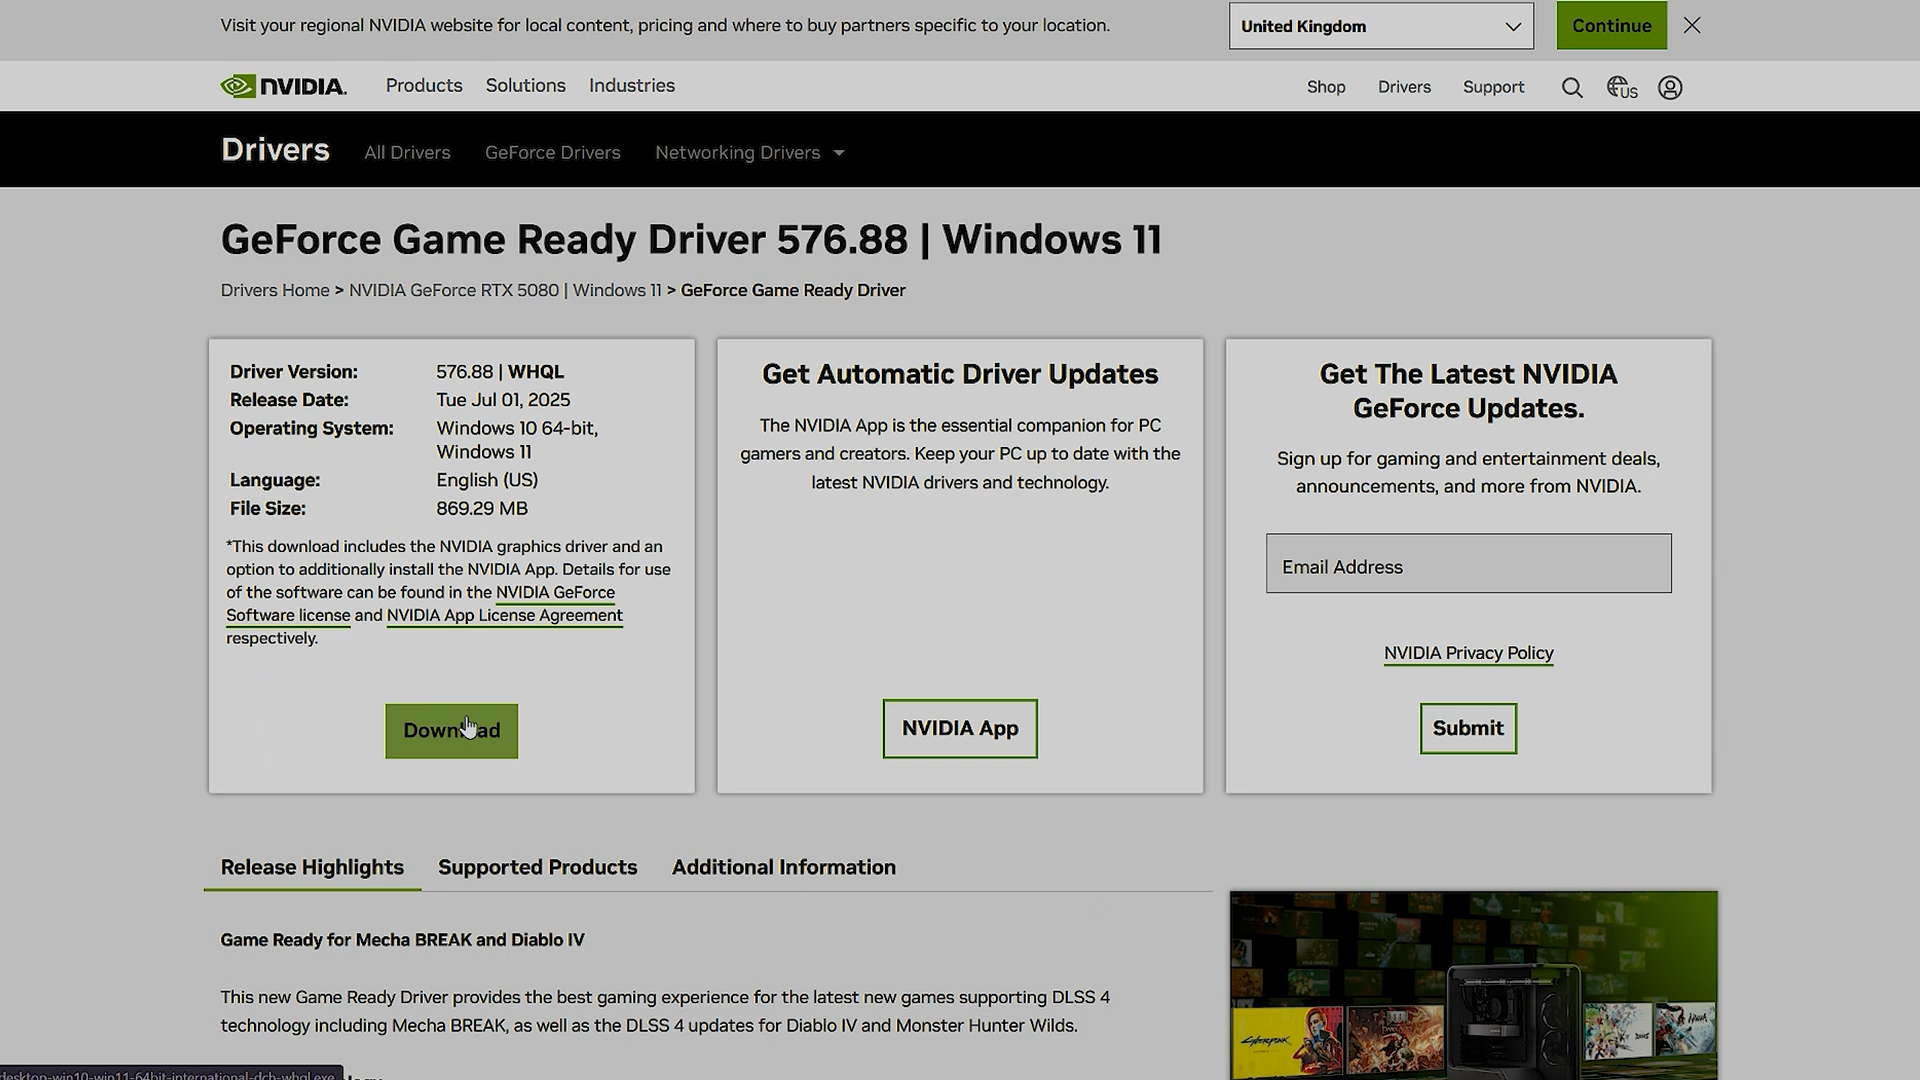 Visit your regional NVIDIA website for local content, pricing and where to buy partners specific to your location.
United Kingdom
Continue
NVIDIA.
Products
Solutions
Industries
Shop
Drivers
Support
US
Drivers
All Drivers
GeForce Drivers
Networking Drivers
GeForce Game Ready Driver 576.88 | Windows 11
Drivers Home > NVIDIA GeForce RTX 5080 | Windows 11 > GeForce Game Ready Driver
Driver Version: 576.88 | WHQL
Release Date: Tue Jul 01, 2025
Operating System: Windows 10 64-bit,
Windows 11
Language: English (US)
File Size: 869.29 MB
*This download includes the NVIDIA graphics driver and an
option to additionally install the NVIDIA App. Details for use
of the software can be found in the NVIDIA GeForce
Software license and NVIDIA App License Agreement
respectively.
Download
Get Automatic Driver Updates
The NVIDIA App is the essential companion for PC
gamers and creators. Keep your PC up to date with the
latest NVIDIA drivers and technology.
NVIDIA App
Get The Latest NVIDIA
GeForce Updates.
Sign up for gaming and entertainment deals,
announcements, and more from NVIDIA.
Email Address
NVIDIA Privacy Policy
Submit
Release Highlights
Supported Products
Additional Information
Game Ready for Mecha BREAK and Diablo IV
This new Game Ready Driver provides the best gaming experience for the latest new games supporting DLSS 4
technology including Mecha BREAK, as well as the DLSS 4 updates for Diablo IV and Monster Hunter Wilds.
Cyberpunk
desktop-win10-win11-64bit-international-dch-whql.exe